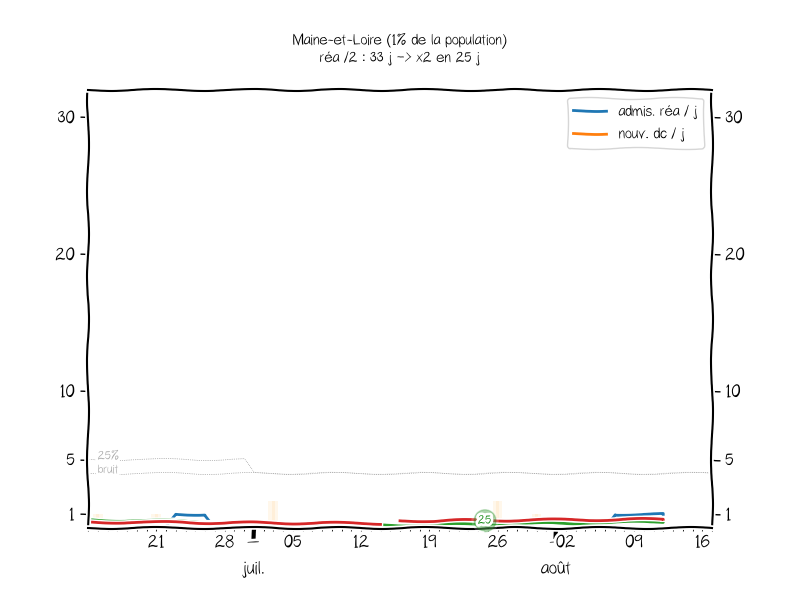 Maine-et-Loire (1% de la population)
réa /2 : 33 j -> x2 en 25 j
admis. réa / j
nouv. dc / j
30
30
20
20
10
10
5
5
25%
bruit
1
1
25
21 28 05 12 19 26 02 09 16
juil. août